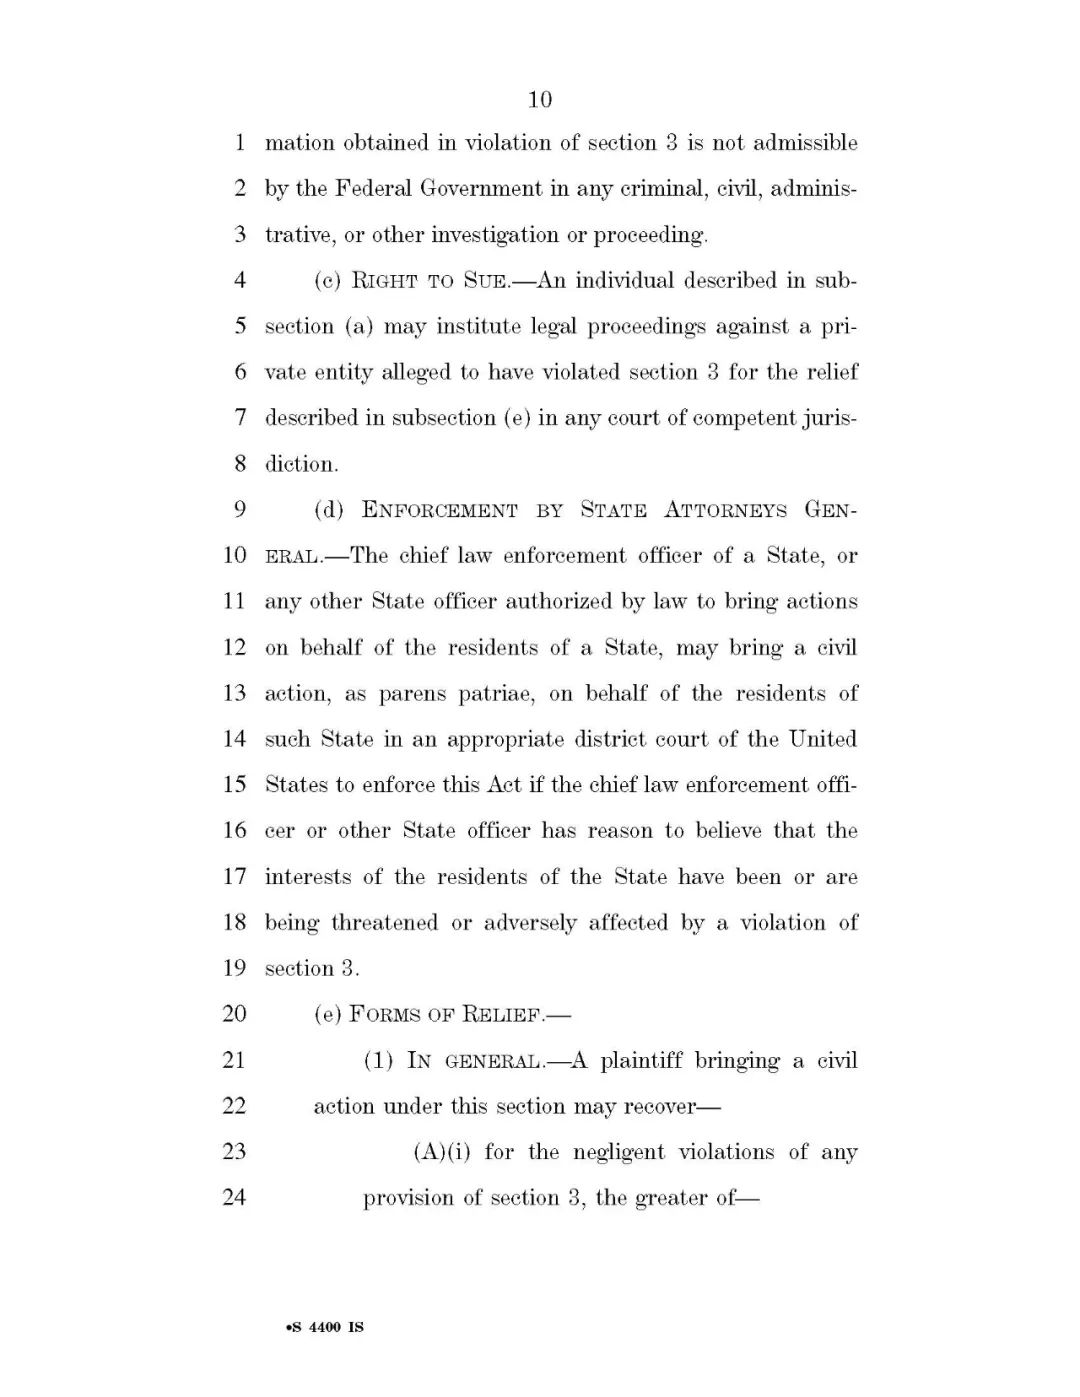 10
1 mation obtained in violation of section 3 is not admissible
2 by the Federal Government in any criminal, civil, adminis-
3 trative, or other investigation or proceeding.
4 (c) RIGHT TO SUE.—An individual described in sub-
5 section (a) may institute legal proceedings against a pri-
6 vate entity alleged to have violated section 3 for the relief
7 described in subsection (e) in any court of competent juris-
8 diction.
9 (d) ENFORCEMENT BY STATE ATTORNEYS GEN-
10 ERAL.—The chief law enforcement officer of a State, or
11 any other State officer authorized by law to bring actions
12 on behalf of the residents of a State, may bring a civil
13 action, as parens patriae, on behalf of the residents of
14 such State in an appropriate district court of the United
15 States to enforce this Act if the chief law enforcement offi-
16 cer or other State officer has reason to believe that the
17 interests of the residents of the State have been or are
18 being threatened or adversely affected by a violation of
19 section 3.
20 (e) FORMS OF RELIEF.—
21 (1) IN GENERAL.—A plaintiff bringing a civil
22 action under this section may recover—
23 (A)(i) for the negligent violations of any
24 provision of section 3, the greater of—
•S 4400 IS